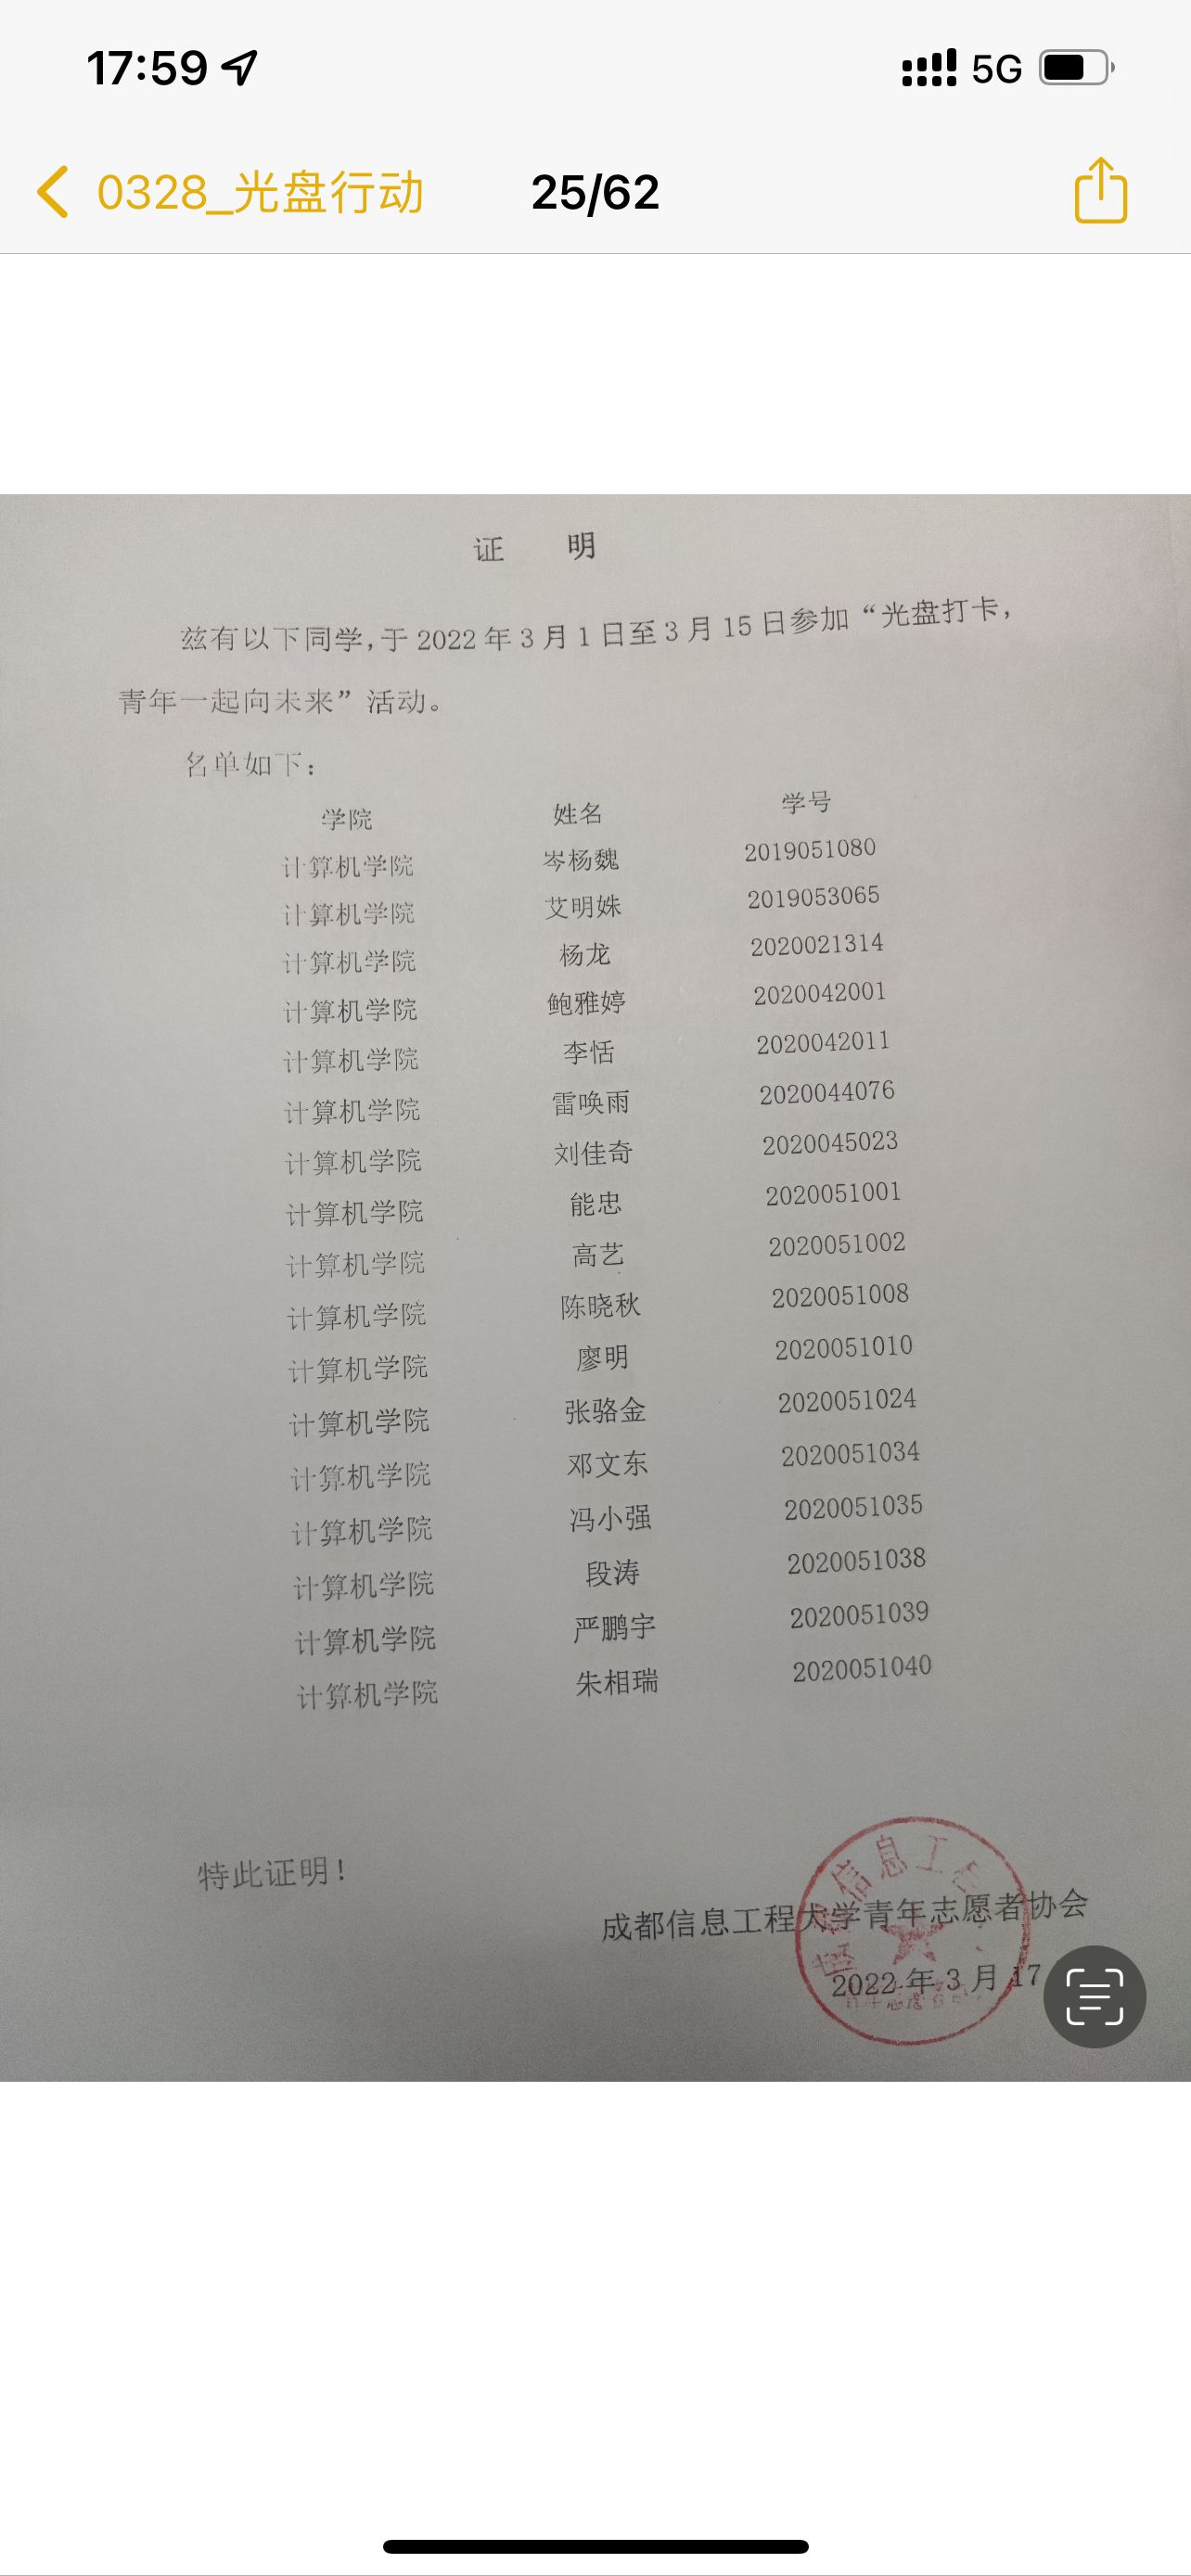 17:59
5G
0328_光盘行动
25/62
证 明
兹有以下同学,于 2022 年 3 月 1 日至 3 月 15 日参加“光盘打卡,
青年一起向未来”活动。
名单如下:
学院 姓名 学号
计算机学院 岑杨魏 2019051080
计算机学院 艾明姝 2019053065
计算机学院 杨龙 2020021314
计算机学院 鲍雅婷 2020042001
计算机学院 李恬 2020042011
计算机学院 雷唤雨 2020044076
计算机学院 刘佳奇 2020045023
计算机学院 能忠 2020051001
计算机学院 高艺 2020051002
计算机学院 陈晓秋 2020051008
计算机学院 廖明 2020051010
计算机学院 张骆金 2020051024
计算机学院 邓文东 2020051034
计算机学院 冯小强 2020051035
计算机学院 段涛 2020051038
计算机学院 严鹏宇 2020051039
计算机学院 朱相瑞 2020051040
特此证明!
信息工
成都信息工程大学青年志愿者协会
2022 年 3 月 17